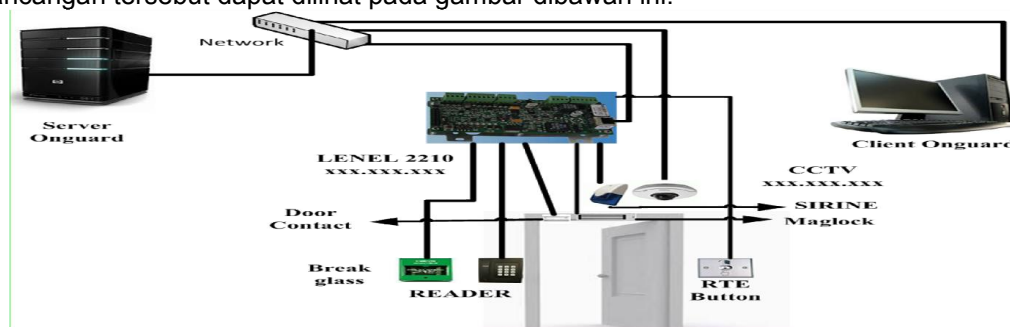 ancangan tersebut dapat dilihat pada gambar dibawah ini.
Network
Server
Onguard
LENEL 2210
xxx.xxx.xxx
Client Onguard
CCTV
xxx.xxx.xxx
SIRINE
Maglock
Door
Contact
Break
glass
READER
RTE
Button